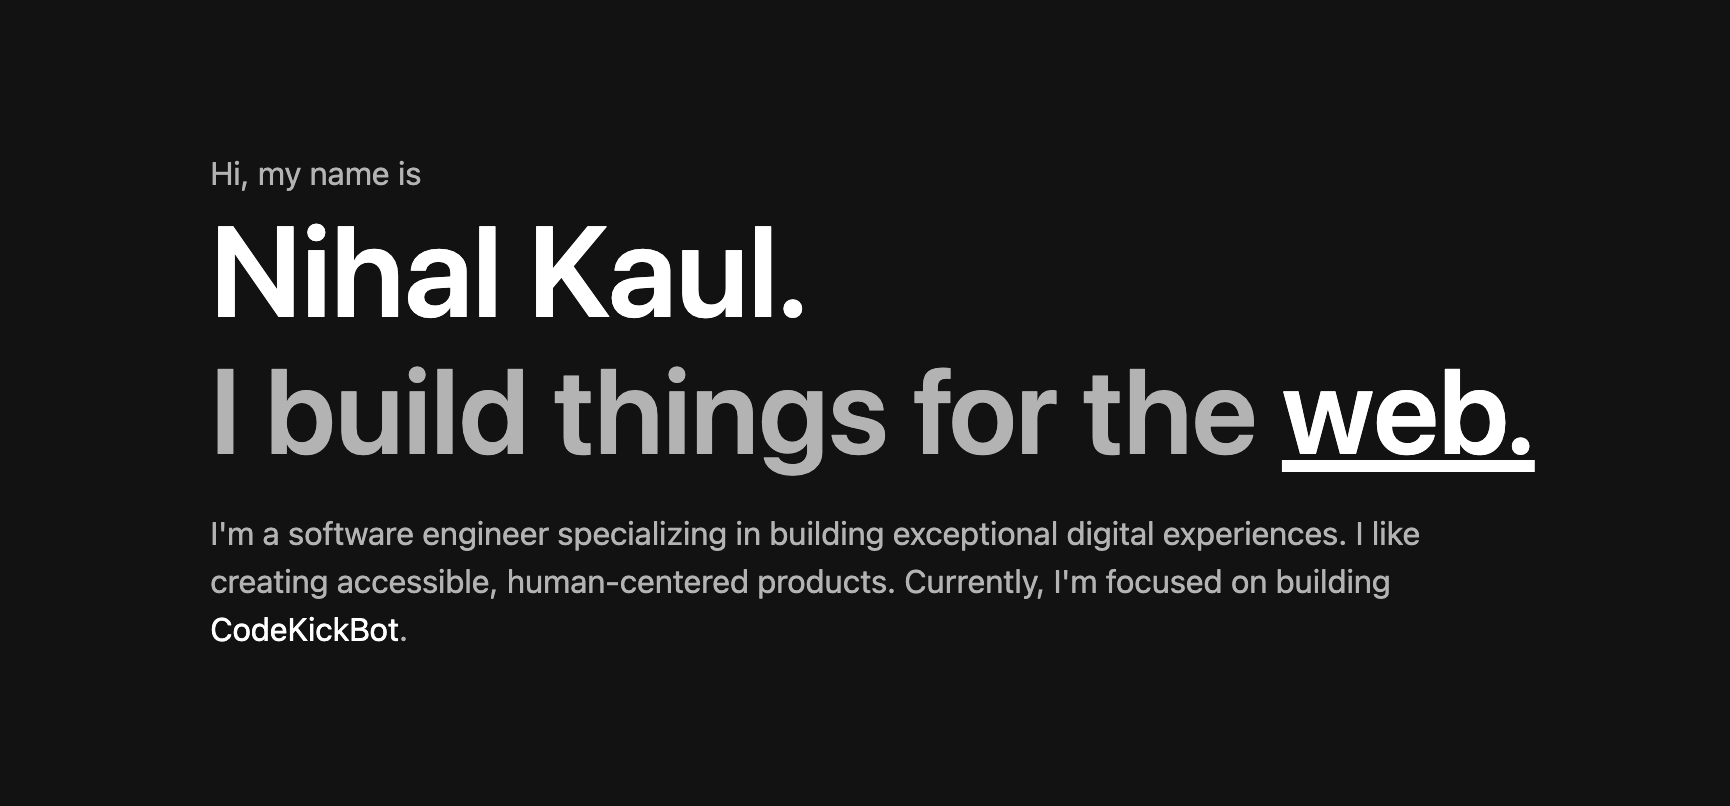 Hi, my name is
Nihal Kaul.
I build things for the web.
I'm a software engineer specializing in building exceptional digital experiences. I like
creating accessible, human-centered products. Currently, I'm focused on building
CodeKickBot.